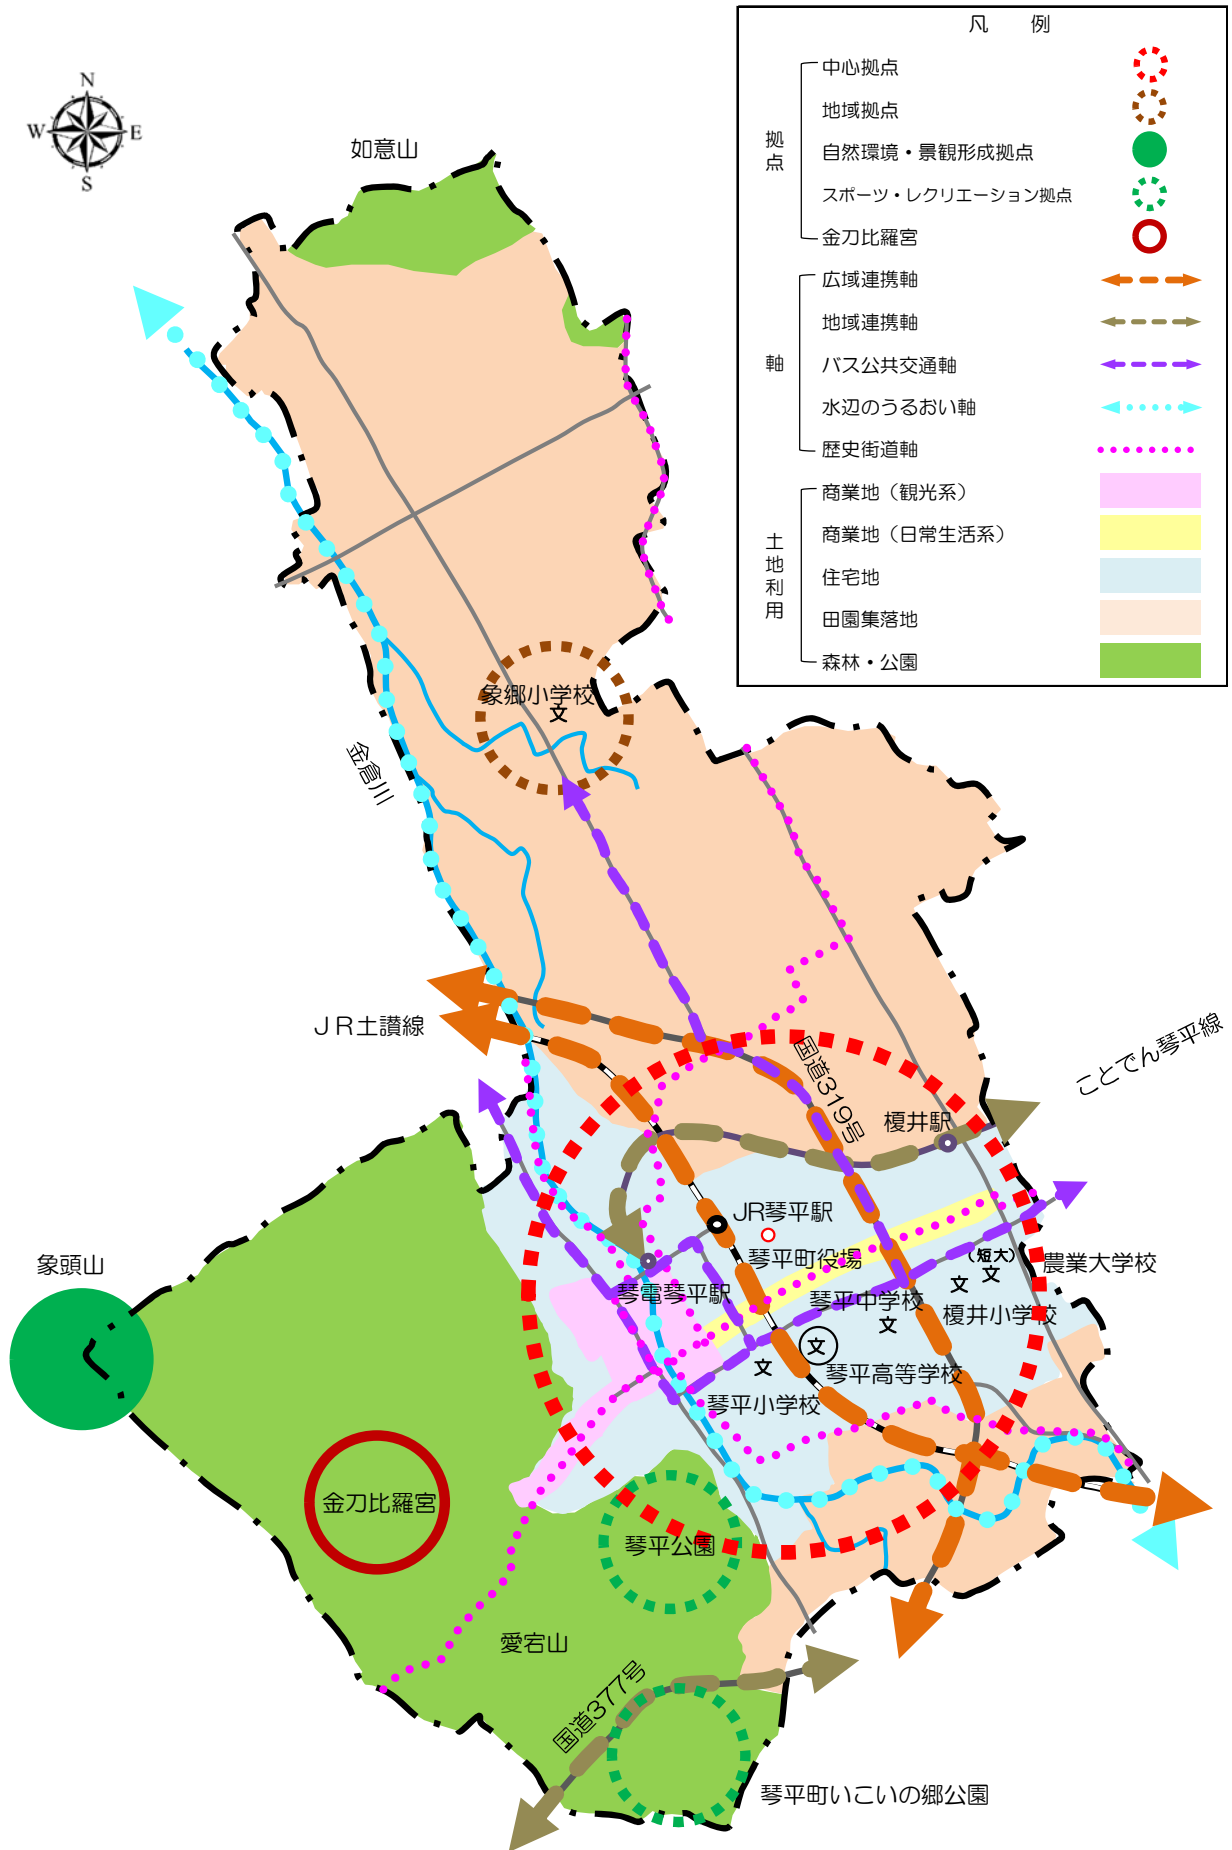 凡 例
拠点
中心拠点
地域拠点
自然環境・景観形成拠点
スポーツ・レクリエーション拠点
金刀比羅宮
軸
広域連携軸
地域連携軸
バス公共交通軸
水辺のうるおい軸
歴史街道軸
土地利用
商業地（観光系）
商業地（日常生活系）
住宅地
田園集落地
森林・公園
N
W
E
S
如意山
象郷小学校
文
金倉川
ＪＲ土讃線
国道319号
ことでん琴平線
榎井駅
JR琴平駅
琴平町役場
琴電琴平駅
（短大）
文
文
農業大学校
榎井小学校
琴平中学校
文
文
琴平高等学校
文
琴平小学校
象頭山
金刀比羅宮
琴平公園
愛宕山
国道377号
琴平町いこいの郷公園